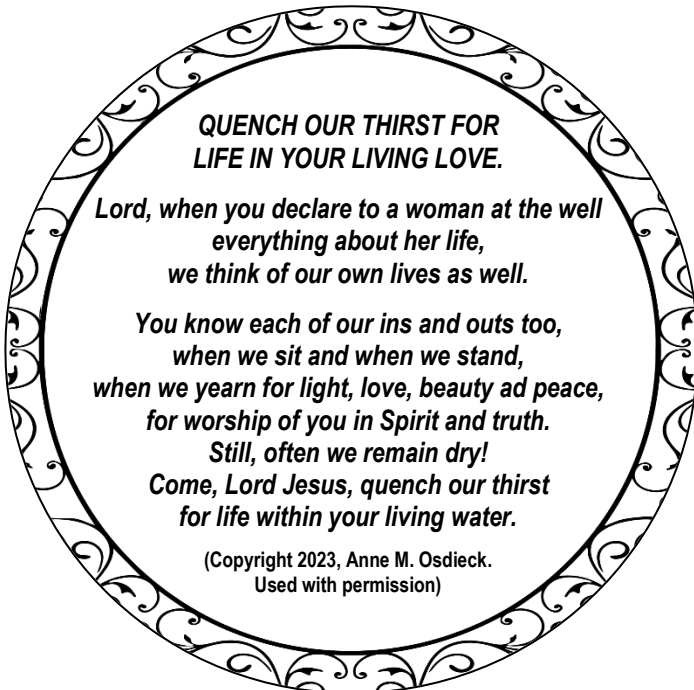 QUENCH OUR THIRST FOR
LIFE IN YOUR LIVING LOVE.
Lord, when you declare to a woman at the well
everything about her life,
we think of our own lives as well.
You know each of our ins and outs too,
when we sit and when we stand,
when we yearn for light, love, beauty ad peace,
for worship of you in Spirit and truth.
Still, often we remain dry!
Come, Lord Jesus, quench our thirst
for life within your living water.
(Copyright 2023, Anne M. Osdieck.
Used with permission)